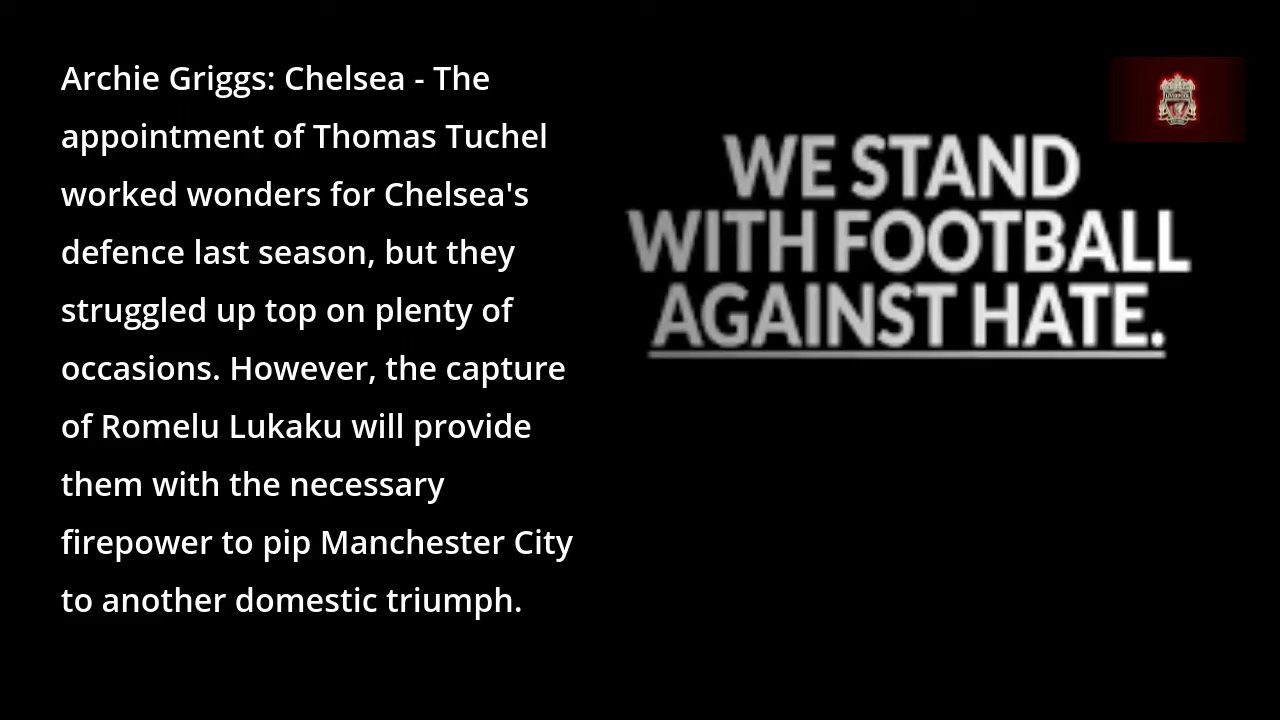 Archie Griggs: Chelsea - The
appointment of Thomas Tuchel
worked wonders for Chelsea's
defence last season, but they
struggled up top on plenty of
occasions. However, the capture
of Romelu Lukaku will provide
them with the necessary
firepower to pip Manchester City
to another domestic triumph.
WE STAND
WITH FOOTBALL
AGAINST HATE.